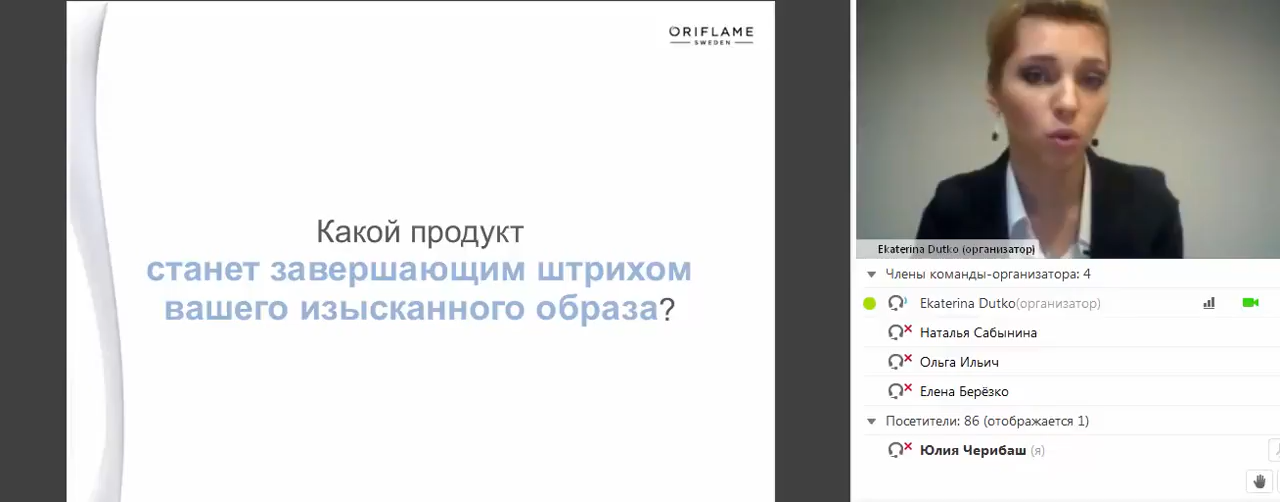 ORIFLAME
SWEDEN
Какой продукт
станет завершающим штрихом
вашего изысканного образа?
Ekaterina Dutko (организатор)
Члены команды-организатора: 4
Ekaterina Dutko(организатор)
Наталья Сабынина
Ольга Ильич
Елена Берёзко
Посетители: 86 (отображается 1)
Юлия Черибаш (я)